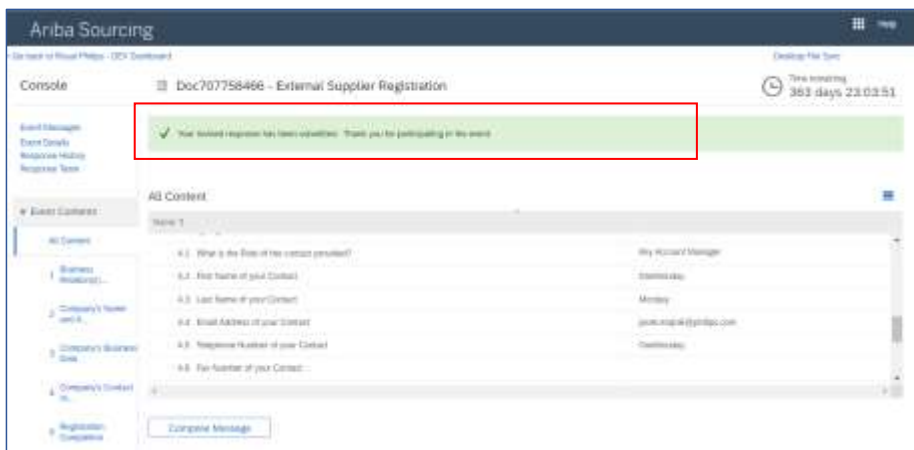 Ariba Sourcing
Help
Go back to Royal Philips - DEV Dashboard
Desktop File Sync
Console
Doc707758466 - External Supplier Registration
Time remaining
363 days 23:03:51
Event Messages
Event Details
Response History
Response Team
Your revised response has been submitted. Thank you for participating in the event.
All Content
Event Contents
Name ↑
All Content
4.1 What is the Role of the contact provided?
Key Account Manager
1 Business
4.2 First Name of your Contact
4.3 Last Name of your Contact
Monday
2 Company's Name
and A...
4.4 Email Address of your Contact
4.5 Telephone Number of your Contact
3 Company's Business
Data
4.6 Fax Number of your Contact
4 Company's Contact
In...
5 Registration
Completion
Compose Message